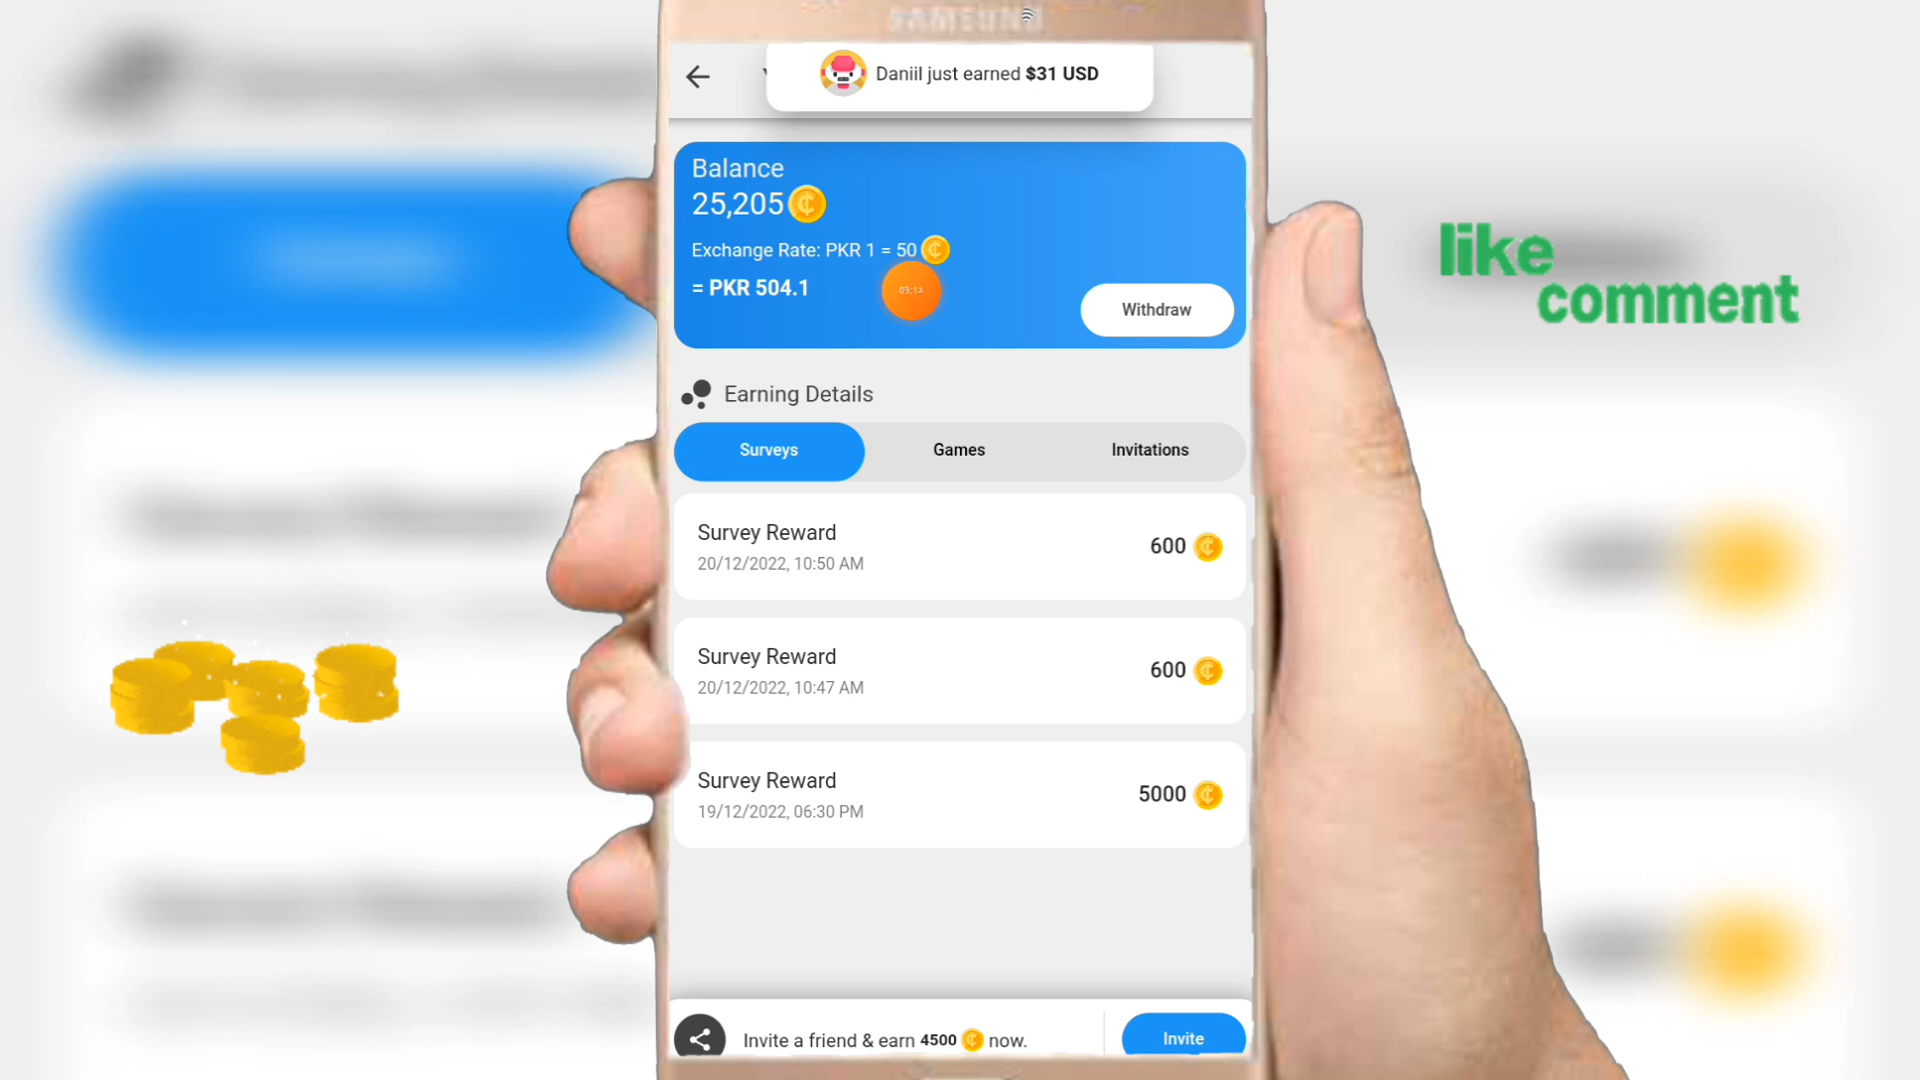 SAMSUNG
Daniil just earned $31 USD
Balance
25,205
Exchange Rate: PKR 1 = 50
= PKR 504.1
03:12
Withdraw
like
comment
Earning Details
Surveys
Games
Invitations
Survey Reward
600
20/12/2022, 10:50 AM
Survey Reward
600
20/12/2022, 10:47 AM
Survey Reward
5000
19/12/2022, 06:30 PM
Invite a friend & earn 4500 now.
Invite